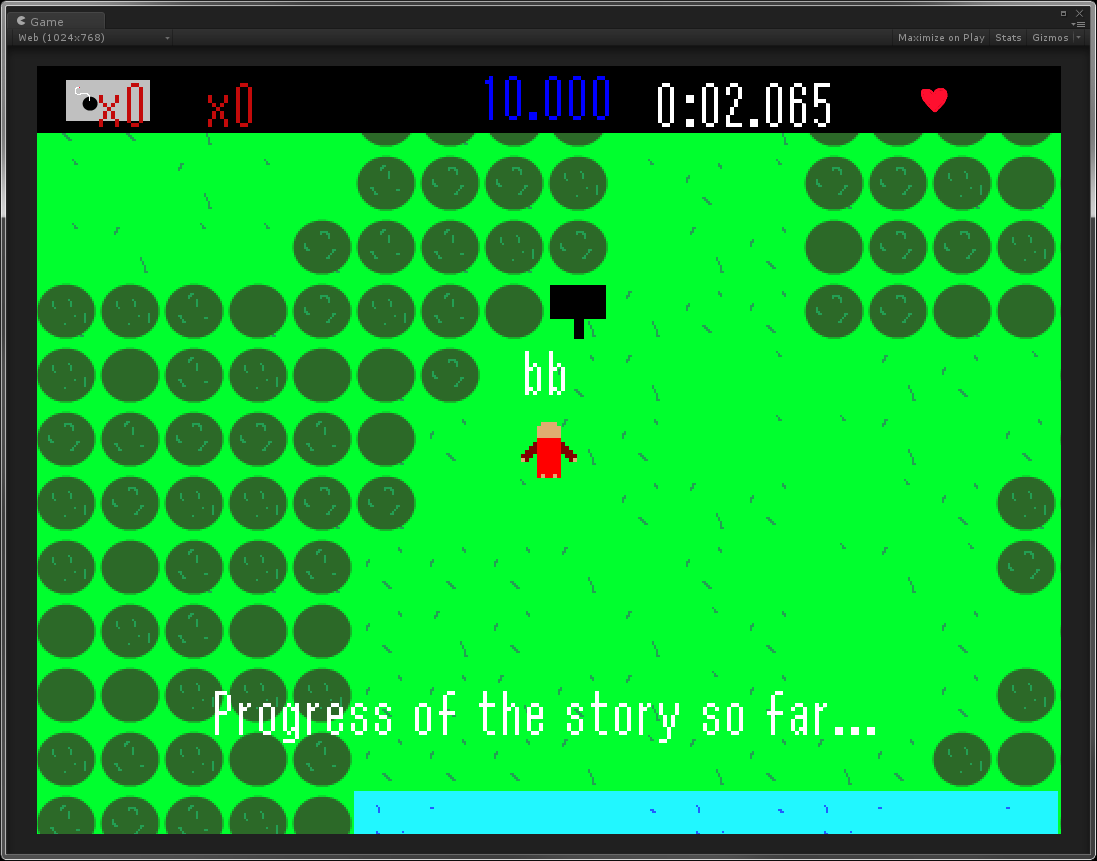 Game
Web (1024x768)
Maximize on Play Stats Gizmos
x0 x0 10.000 0:02.065
bb
Progress of the story so far...